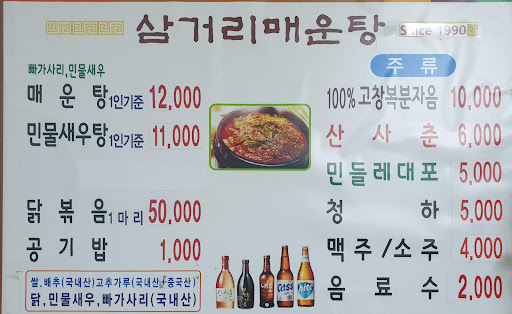 삼거리매운탕
Since 1990
빠가사리,민물새우
매운탕 1인기준 12,000
민물새우탕 1인기준 11,000
닭볶음 1마리 50,000
공기밥 1,000
쌀.배추(국내산)고추가루(국내산/중국산)
닭,민물새우,빠가사리(국내산)
주류
100%고창복분자음 10,000
산사춘 6,000
민들레대포 5,000
청하 5,000
맥주/소주 4,000
음료수 2,000
Cass